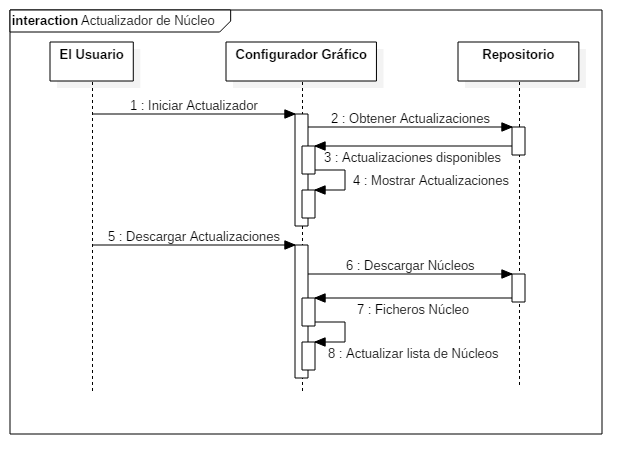 interaction Actualizador de Núcleo
El Usuario
Configurador Gráfico
Repositorio
1 : Iniciar Actualizador
2 : Obtener Actualizaciones
3 : Actualizaciones disponibles
4 : Mostrar Actualizaciones
5 : Descargar Actualizaciones
6 : Descargar Núcleos
7 : Ficheros Núcleo
8 : Actualizar lista de Núcleos